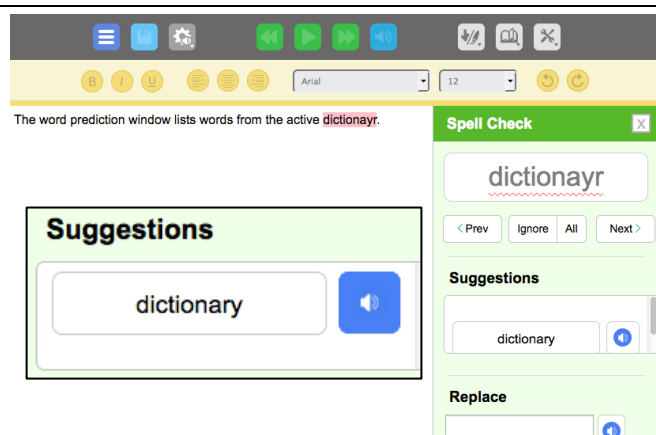 B I U Arial 12
The word prediction window lists words from the active dictionayr.
Suggestions
dictionary
Spell Check X
dictionayr
< Prev Ignore All Next >
Suggestions
dictionary
Replace